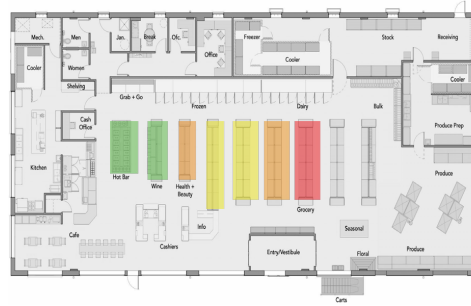 Mech.
Men
Jan.
Break
Ofc.
Office
Freezer
Cooler
Stock
Receiving
Cooler
Women
Shelving
Grab + Go
Frozen
Dairy
Bulk
Cooler
Produce Prep
Cash
Office
Kitchen
Hot Bar
Wine
Health +
Beauty
Grocery
Produce
Cafe
Cashiers
Info
Seasonal
Entry/Vestibule
Floral
Produce
Carts